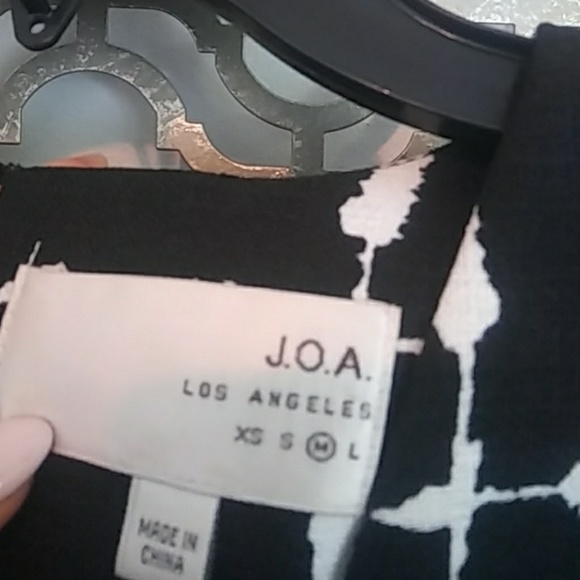 J.O.A.
LOS ANGELES
XS S M L
MADE IN
CHINA